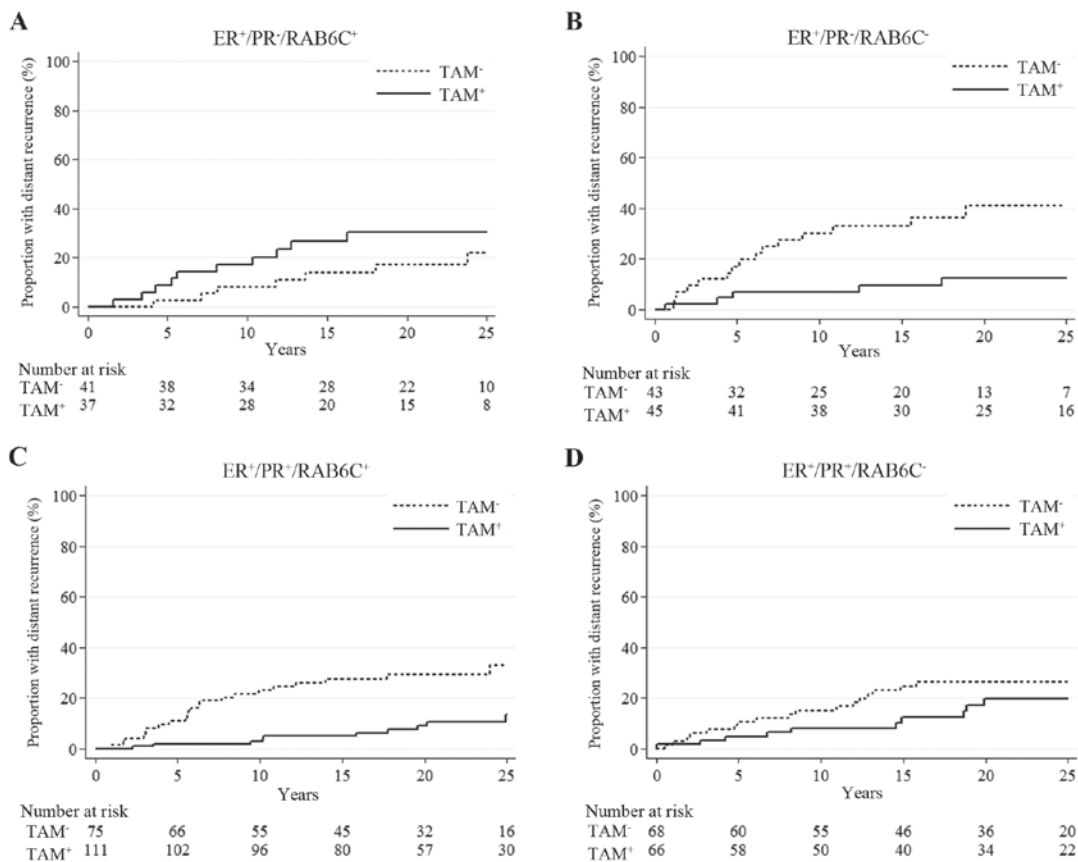 A
ER⁺/PR⁻/RAB6C⁺
Proportion with distant recurrence (%)
100
80
60
40
20
0
TAM⁻
TAM⁺
0 5 10 15 20 25
Years
Number at risk
TAM⁻ 41 38 34 28 22 10
TAM⁺ 37 32 28 20 15 8
B
ER⁺/PR⁻/RAB6C⁻
Proportion with distant recurrence (%)
100
80
60
40
20
0
TAM⁻
TAM⁺
0 5 10 15 20 25
Years
Number at risk
TAM⁻ 43 32 25 20 13 7
TAM⁺ 45 41 38 30 25 16
C
ER⁺/PR⁺/RAB6C⁺
Proportion with distant recurrence (%)
100
80
60
40
20
0
TAM⁻
TAM⁺
0 5 10 15 20 25
Years
Number at risk
TAM⁻ 75 66 55 45 32 16
TAM⁺ 111 102 96 80 57 30
D
ER⁺/PR⁺/RAB6C⁻
Proportion with distant recurrence (%)
100
80
60
40
20
0
TAM⁻
TAM⁺
0 5 10 15 20 25
Years
Number at risk
TAM⁻ 68 60 55 46 36 20
TAM⁺ 66 58 50 40 34 22